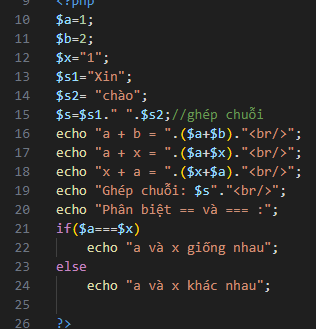 9 <?php
10 $a=1;
11 $b=2;
12 $x="1";
13 $s1="Xin";
14 $s2= "chào";
15 $s=$s1." ".$s2;//ghép chuỗi
16 echo "a + b = ".($a+$b)."<br/>";
17 echo "a + x = ".($a+$x)."<br/>";
18 echo "x + a = ".($x+$a)."<br/>";
19 echo "Ghép chuỗi: $s"."<br/>";
20 echo "Phân biệt == và === :";
21 if($a===$x)
22 echo "a và x giống nhau";
23 else
24 echo "a và x khác nhau";
25
26 ?>